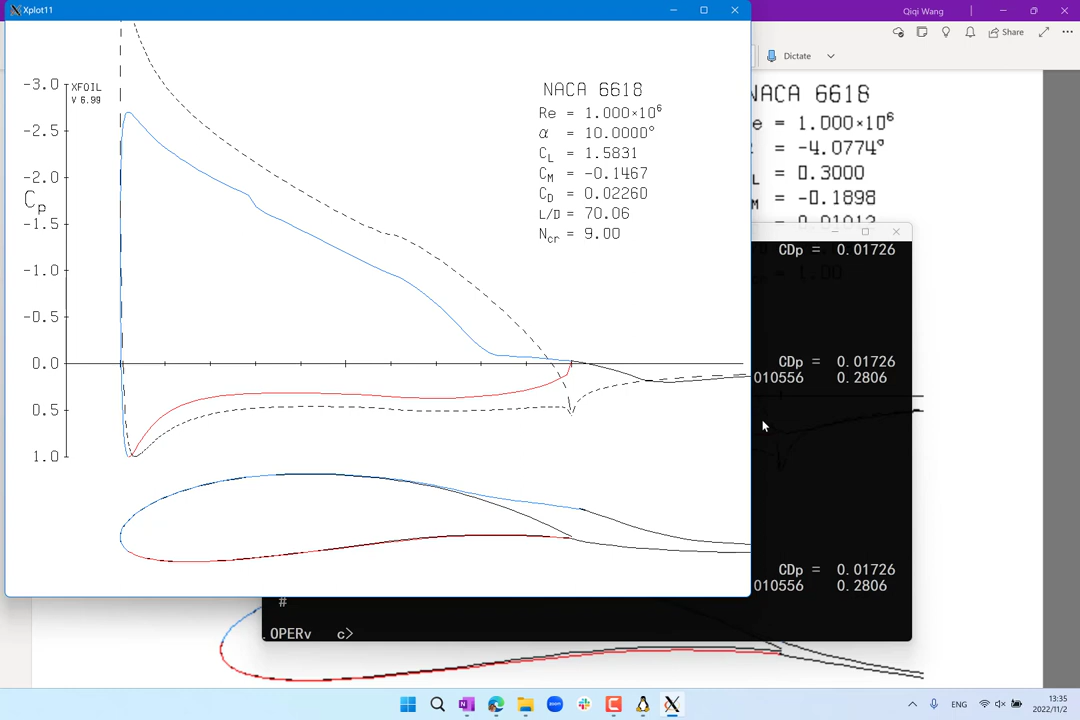 Xplot11
Qiqi Wang
Share
Dictate
-3.0
-2.5
-2.0
-1.5
-1.0
-0.5
0.0
0.5
1.0
Cp
XFOIL
V 6.99
NACA 6618
Re = 1.000×10⁶
α = 10.0000°
CL = 1.5831
CM = -0.1467
CD = 0.02260
L/D = 70.06
Ncr = 9.00
NACA 6618
e = 1.000×10⁶
= -4.0774°
L = 0.3000
M = -0.1898
CDp = 0.01726
CDp = 0.01726
010556 0.2806
CDp = 0.01726
010556 0.2806
#
.OPERv c>
ENG
13:35
2022/11/2